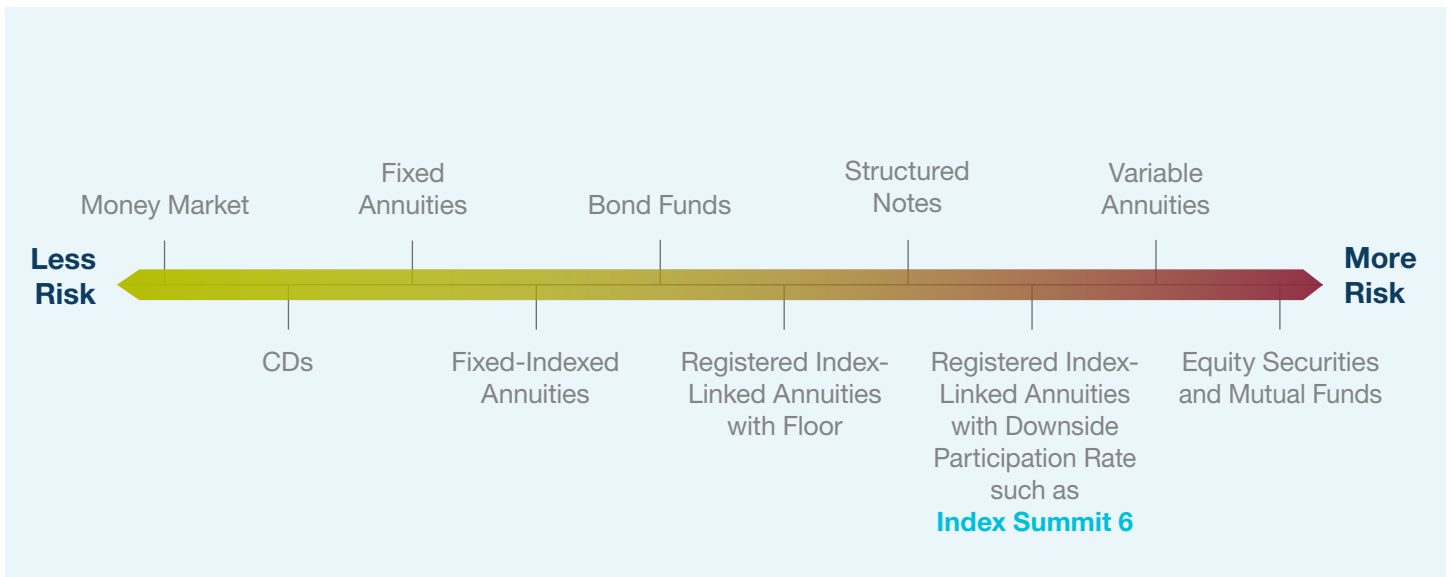 Money Market
Fixed
Annuities
Bond Funds
Structured
Notes
Variable
Annuities
Less
Risk
More
Risk
CDs
Fixed-Indexed
Annuities
Registered Index-
Linked Annuities
with Floor
Registered Index-
Linked Annuities
with Downside
Participation Rate
such as
Index Summit 6
Equity Securities
and Mutual Funds